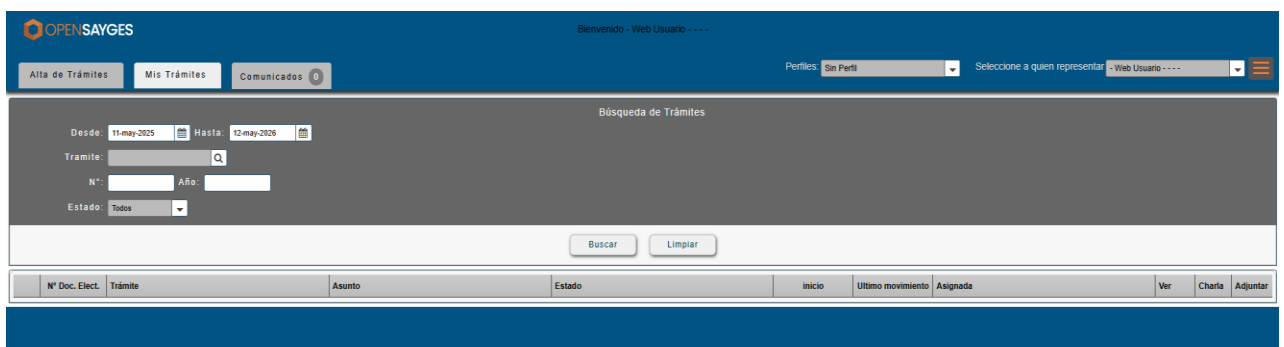 OPENSAYGES
Bienvenido - Web Usuario - - - -
Alta de Trámites Mis Trámites Comunicados 0 Perfiles: Sin Perfil Seleccione a quien representar - Web Usuario - - - -
Búsqueda de Trámites
Desde: 11-may-2025 Hasta: 12-may-2026
Tramite:
N°: Año:
Estado: Todos
Buscar Limpiar
N° Doc. Elect. Trámite Asunto Estado inicio Ultimo movimiento Asignada Ver Charla Adjuntar